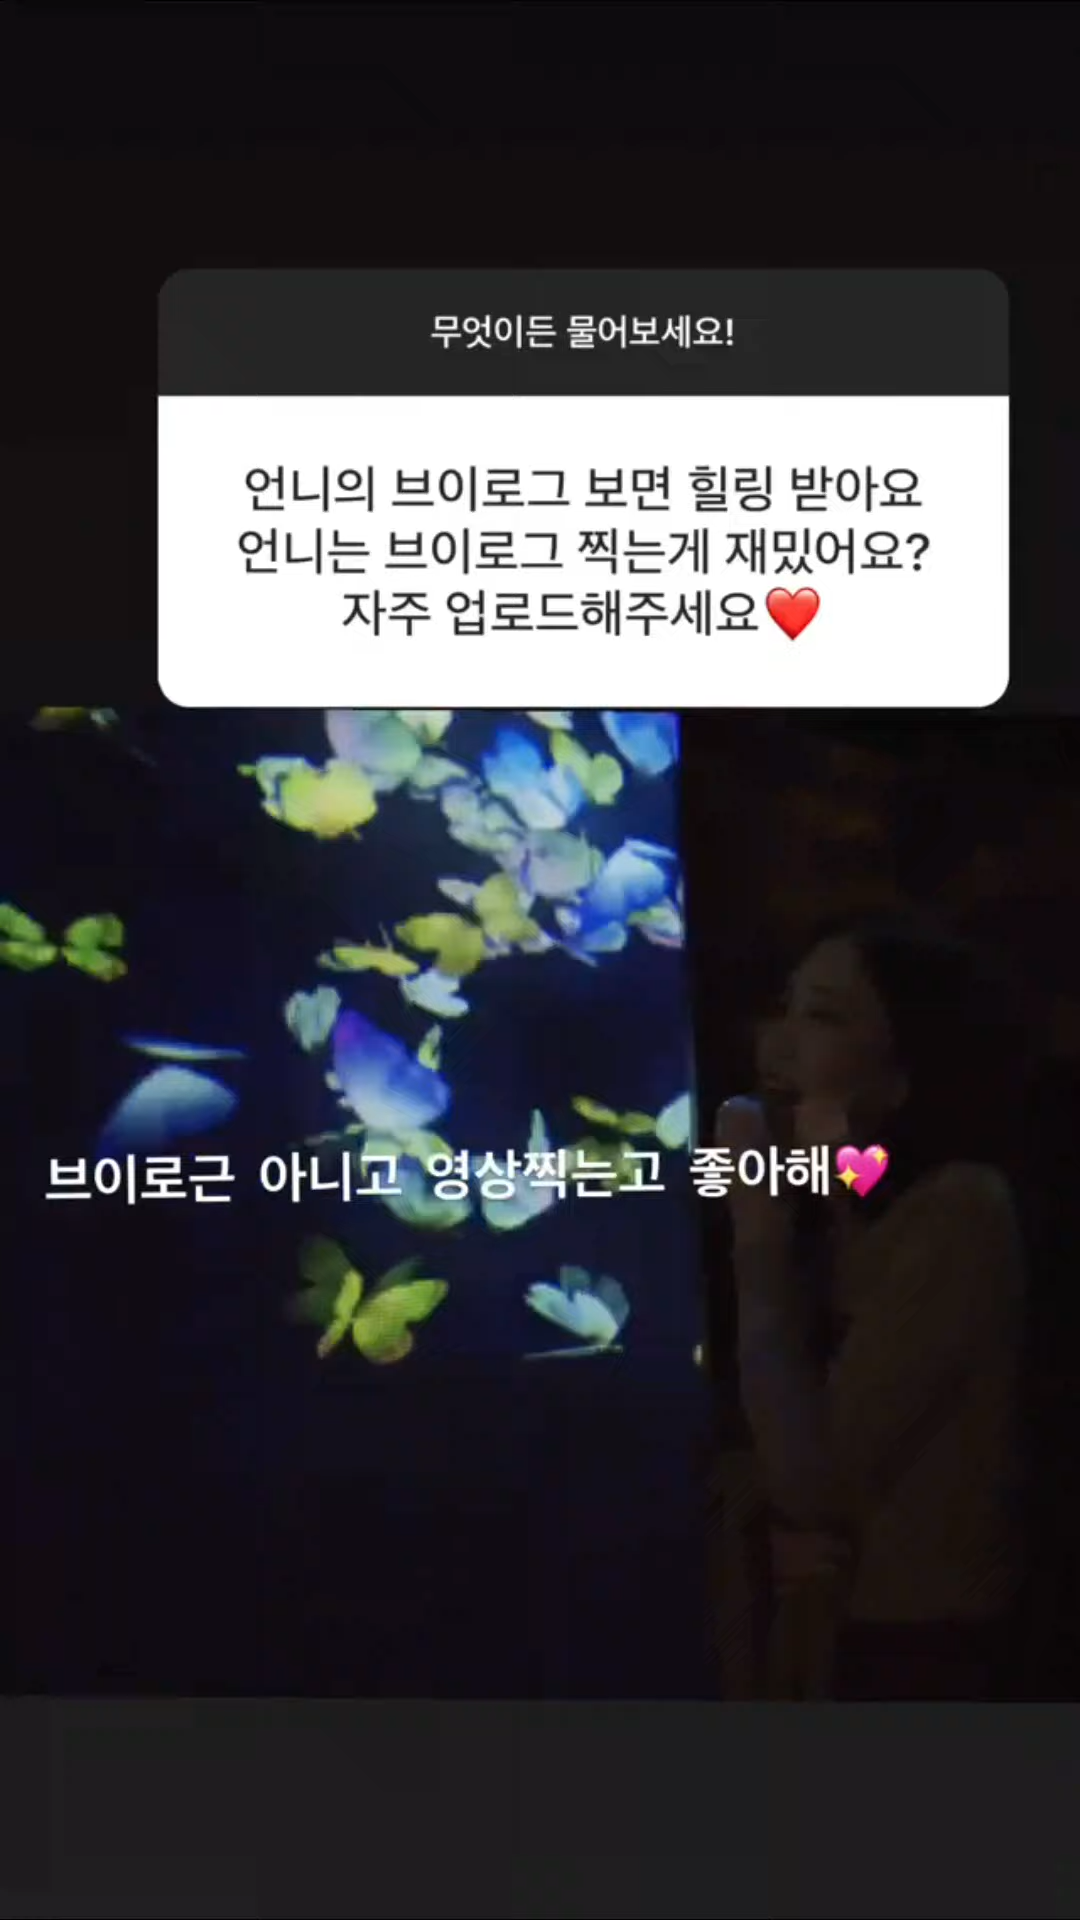 무엇이든 물어보세요!
언니의 브이로그 보면 힐링 받아요
언니는 브이로그 찍는게 재밌어요?
자주 업로드해주세요❤️
브이로근 아니고 영상찍는고 좋아해💖